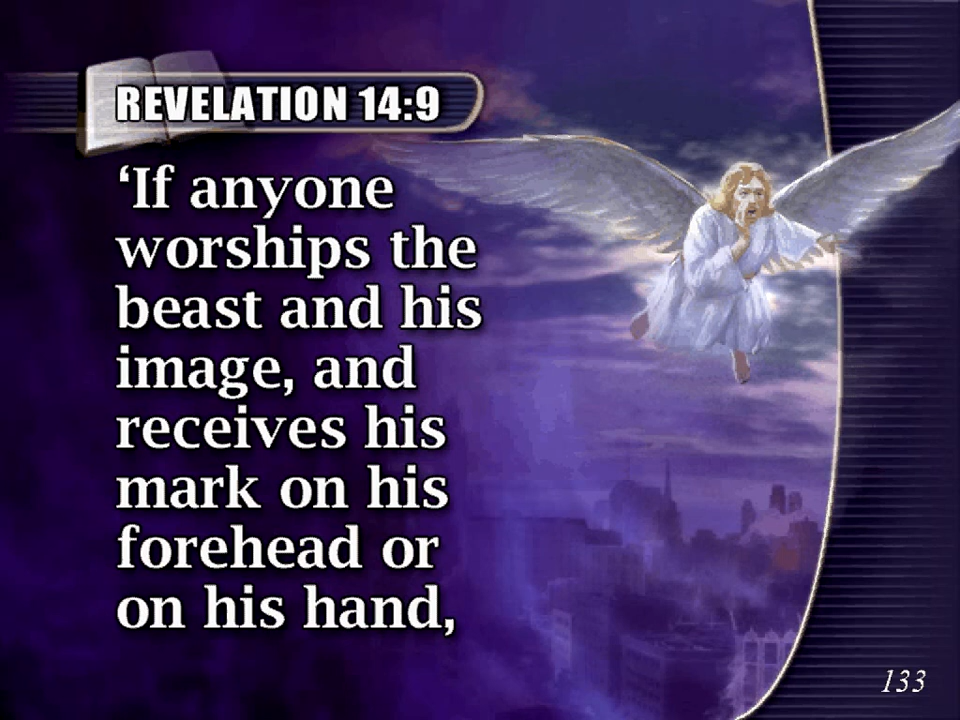 REVELATION 14:9
‘If anyone
worships the
beast and his
image, and
receives his
mark on his
forehead or
on his hand,
133